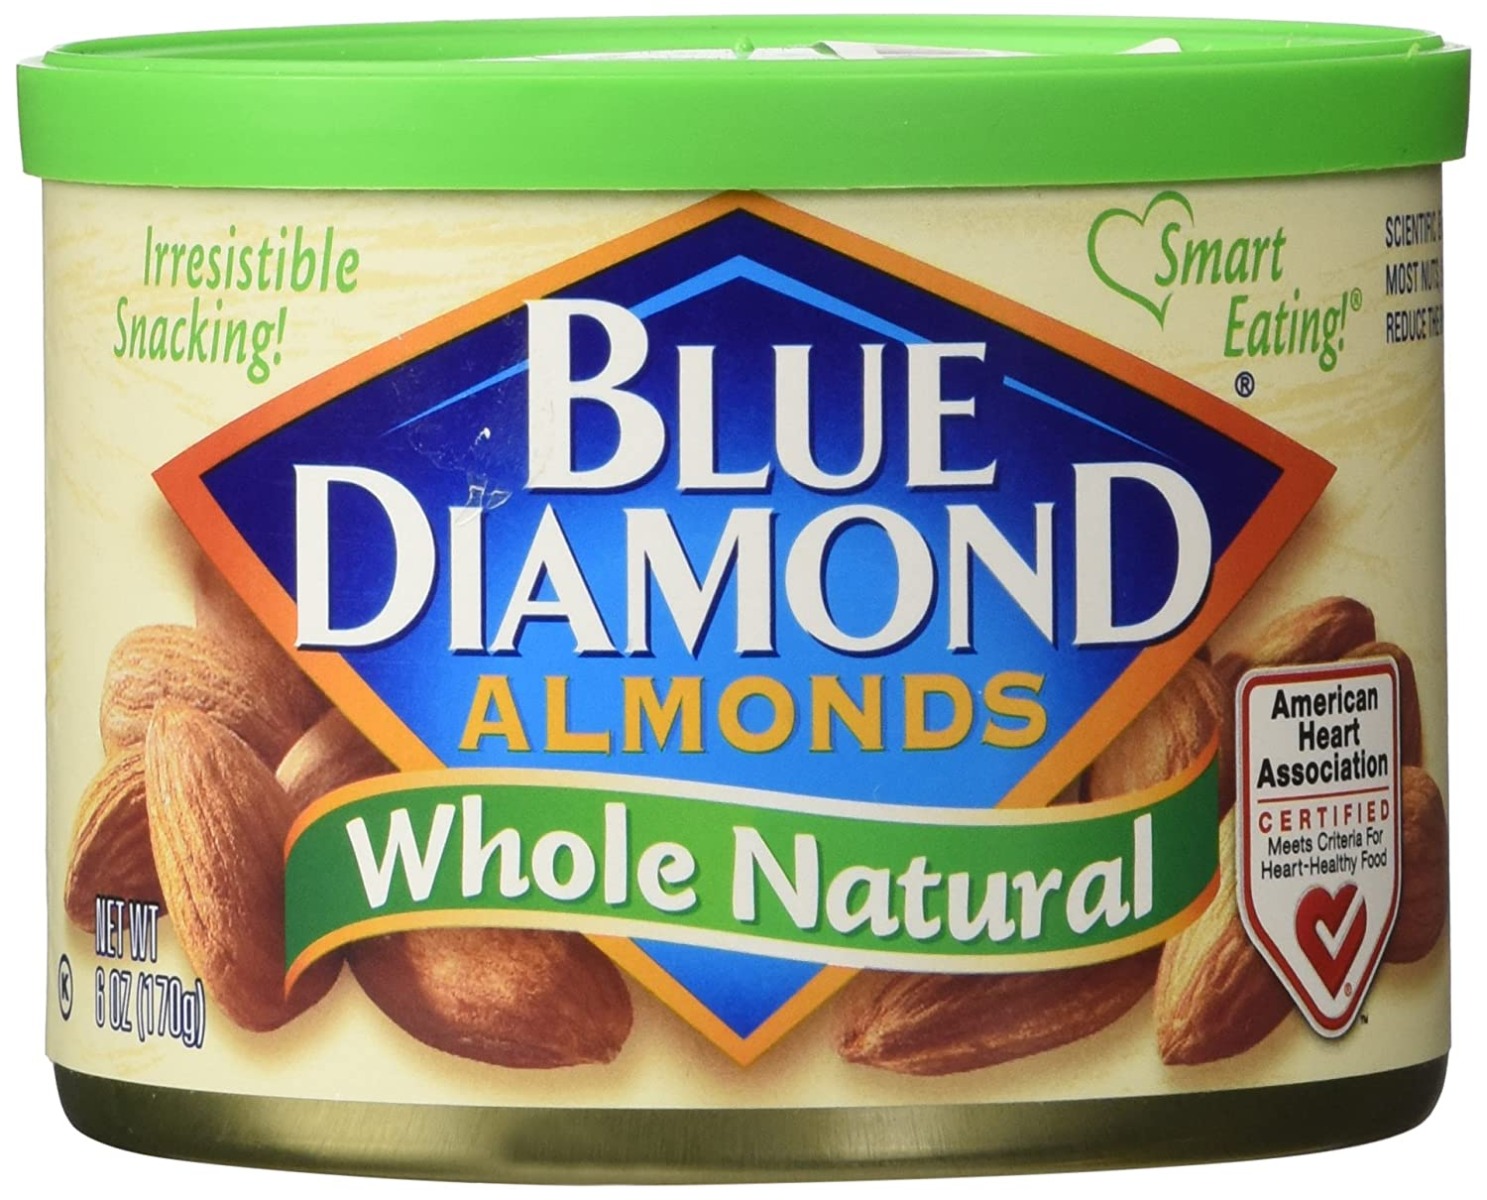 Irresistible
Snacking!
Smart
Eating!®
SCIENTIFIC
MOST NUTS,
REDUCE THE
BLUE
DIAMOND®
ALMONDS
Whole Natural
American
Heart
Association
CERTIFIED
Meets Criteria For
Heart-Healthy Food
®
™
NET WT
6 OZ (170g)
K